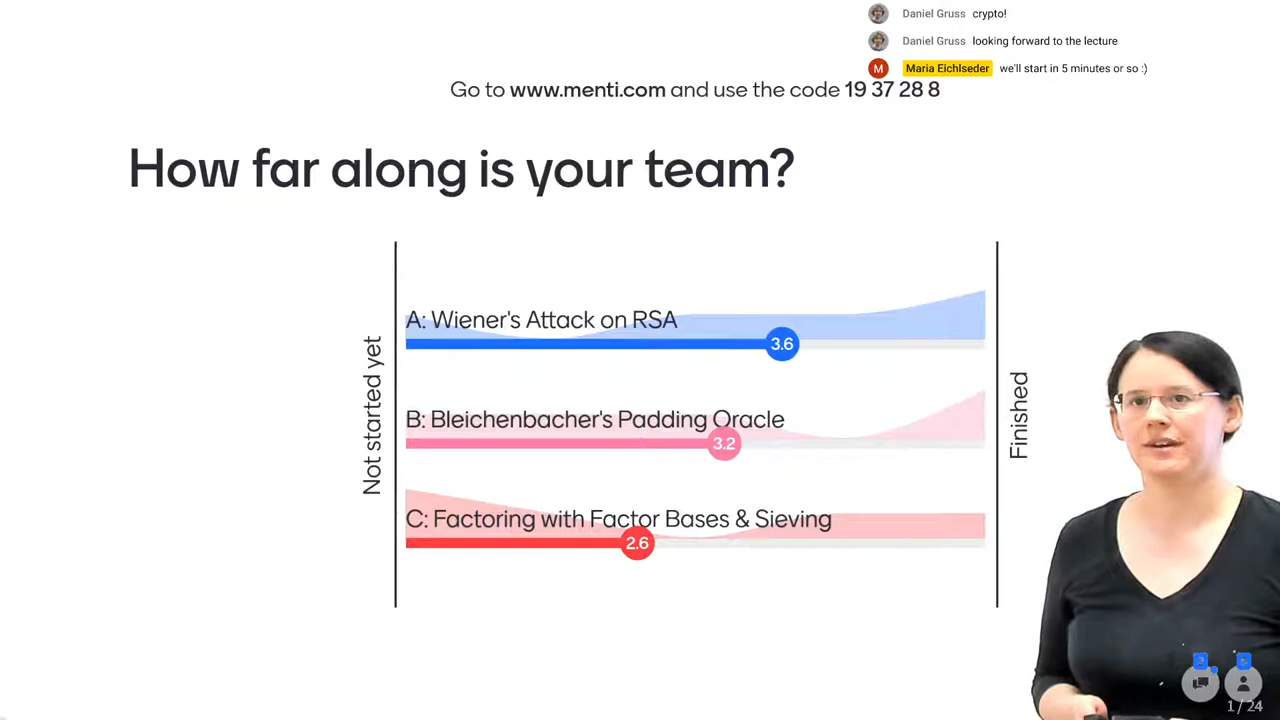 Daniel Gruss crypto!
Daniel Gruss looking forward to the lecture
M Maria Eichlseder we'll start in 5 minutes or so :)
Go to www.menti.com and use the code 19 37 28 8
How far along is your team?
Not started yet
A: Wiener's Attack on RSA
3.6
B: Bleichenbacher's Padding Oracle
3.2
C: Factoring with Factor Bases & Sieving
2.6
Finished
1 / 24